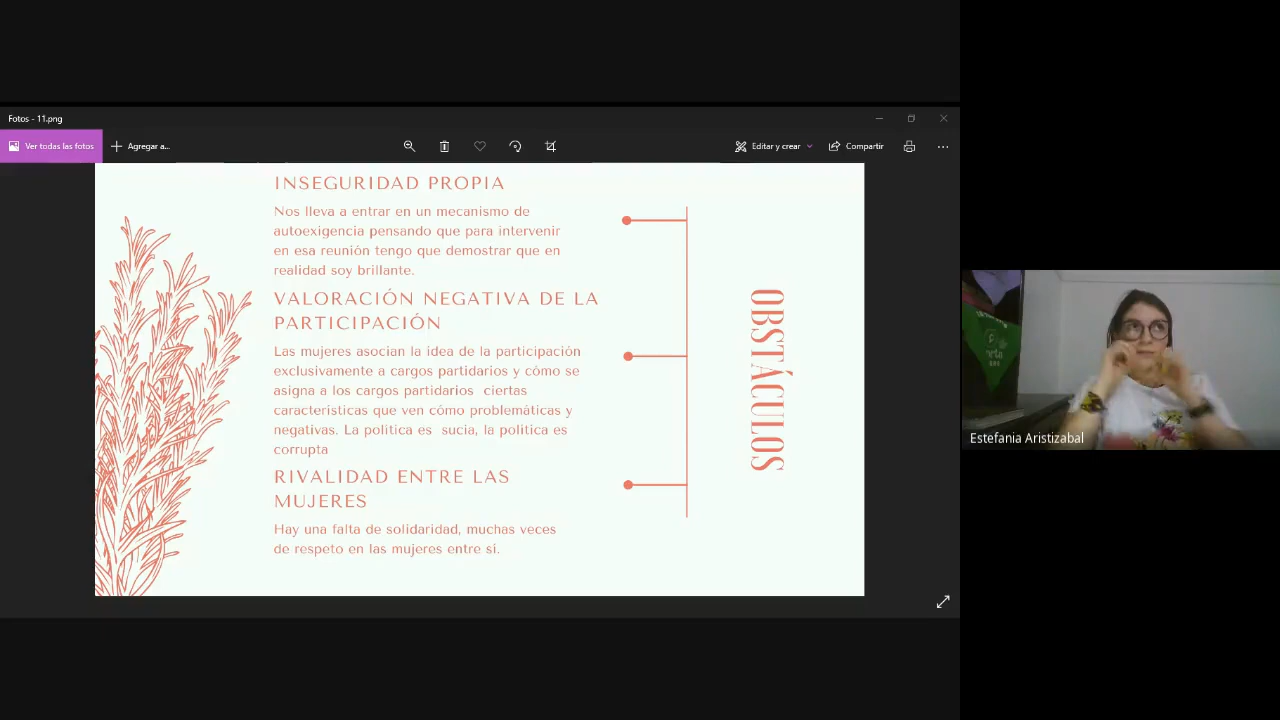 Fotos - 11.png
Ver todas las fotos
Agregar a...
Editar y crear
Compartir
INSEGURIDAD PROPIA
Nos lleva a entrar en un mecanismo de
autoexigencia pensando que para intervenir
en esa reunión tengo que demostrar que en
realidad soy brillante.
VALORACIÓN NEGATIVA DE LA
PARTICIPACIÓN
Las mujeres asocian la idea de la participación
exclusivamente a cargos partidarios y cómo se
asigna a los cargos partidarios ciertas
características que ven cómo problemáticas y
negativas. La política es sucia, la política es
corrupta
RIVALIDAD ENTRE LAS
MUJERES
Hay una falta de solidaridad, muchas veces
de respeto en las mujeres entre sí.
OBSTÁCULOS
Estefania Aristizabal